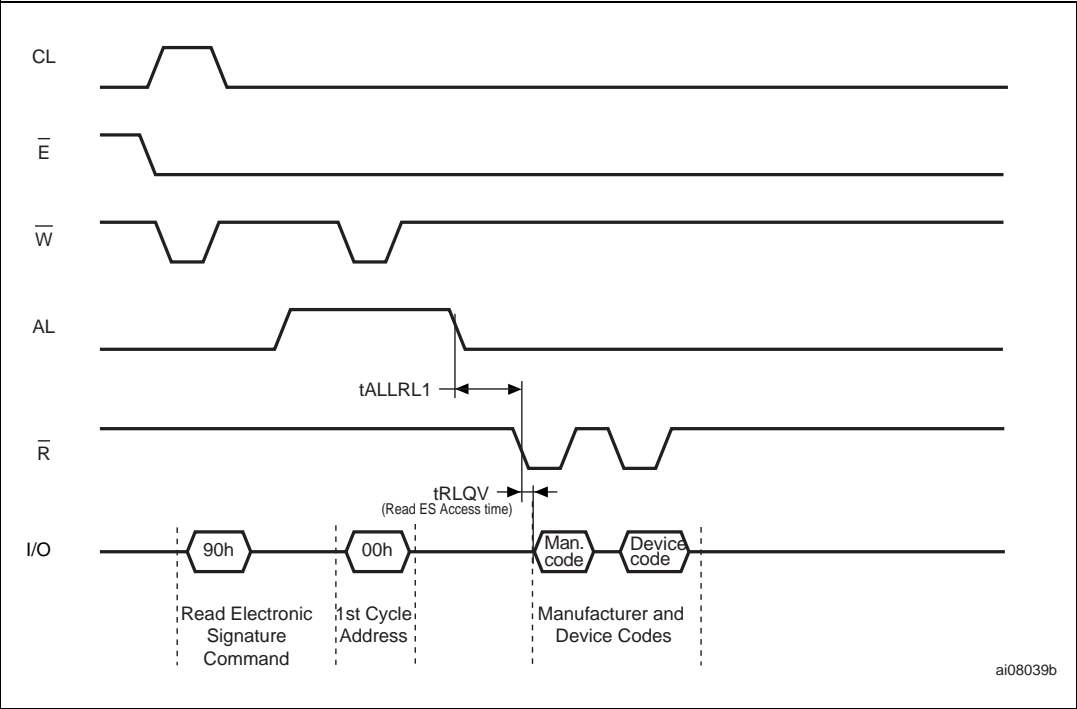 CL
E
W
AL
tALLRL1
R
tRLQV
(Read ES Access time)
I/O
90h
00h
Man.
code
Device
code
Read Electronic
Signature
Command
1st Cycle
Address
Manufacturer and
Device Codes
ai08039b